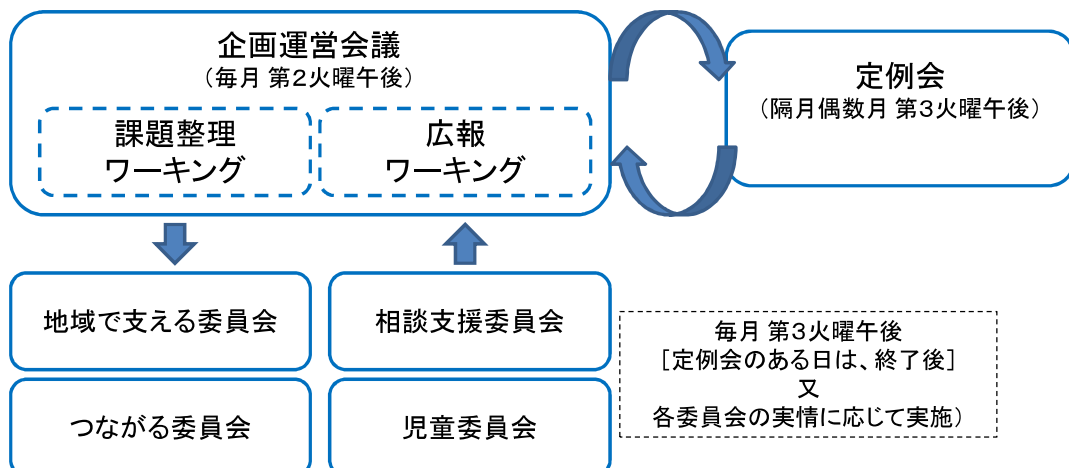 企画運営会議
（毎月 第２火曜午後）
課題整理
ワーキング
広報
ワーキング
定例会
（隔月偶数月 第３火曜午後）
地域で支える委員会
相談支援委員会
つながる委員会
児童委員会
毎月 第３火曜午後
［定例会のある日は、終了後］
又
各委員会の実情に応じて実施）